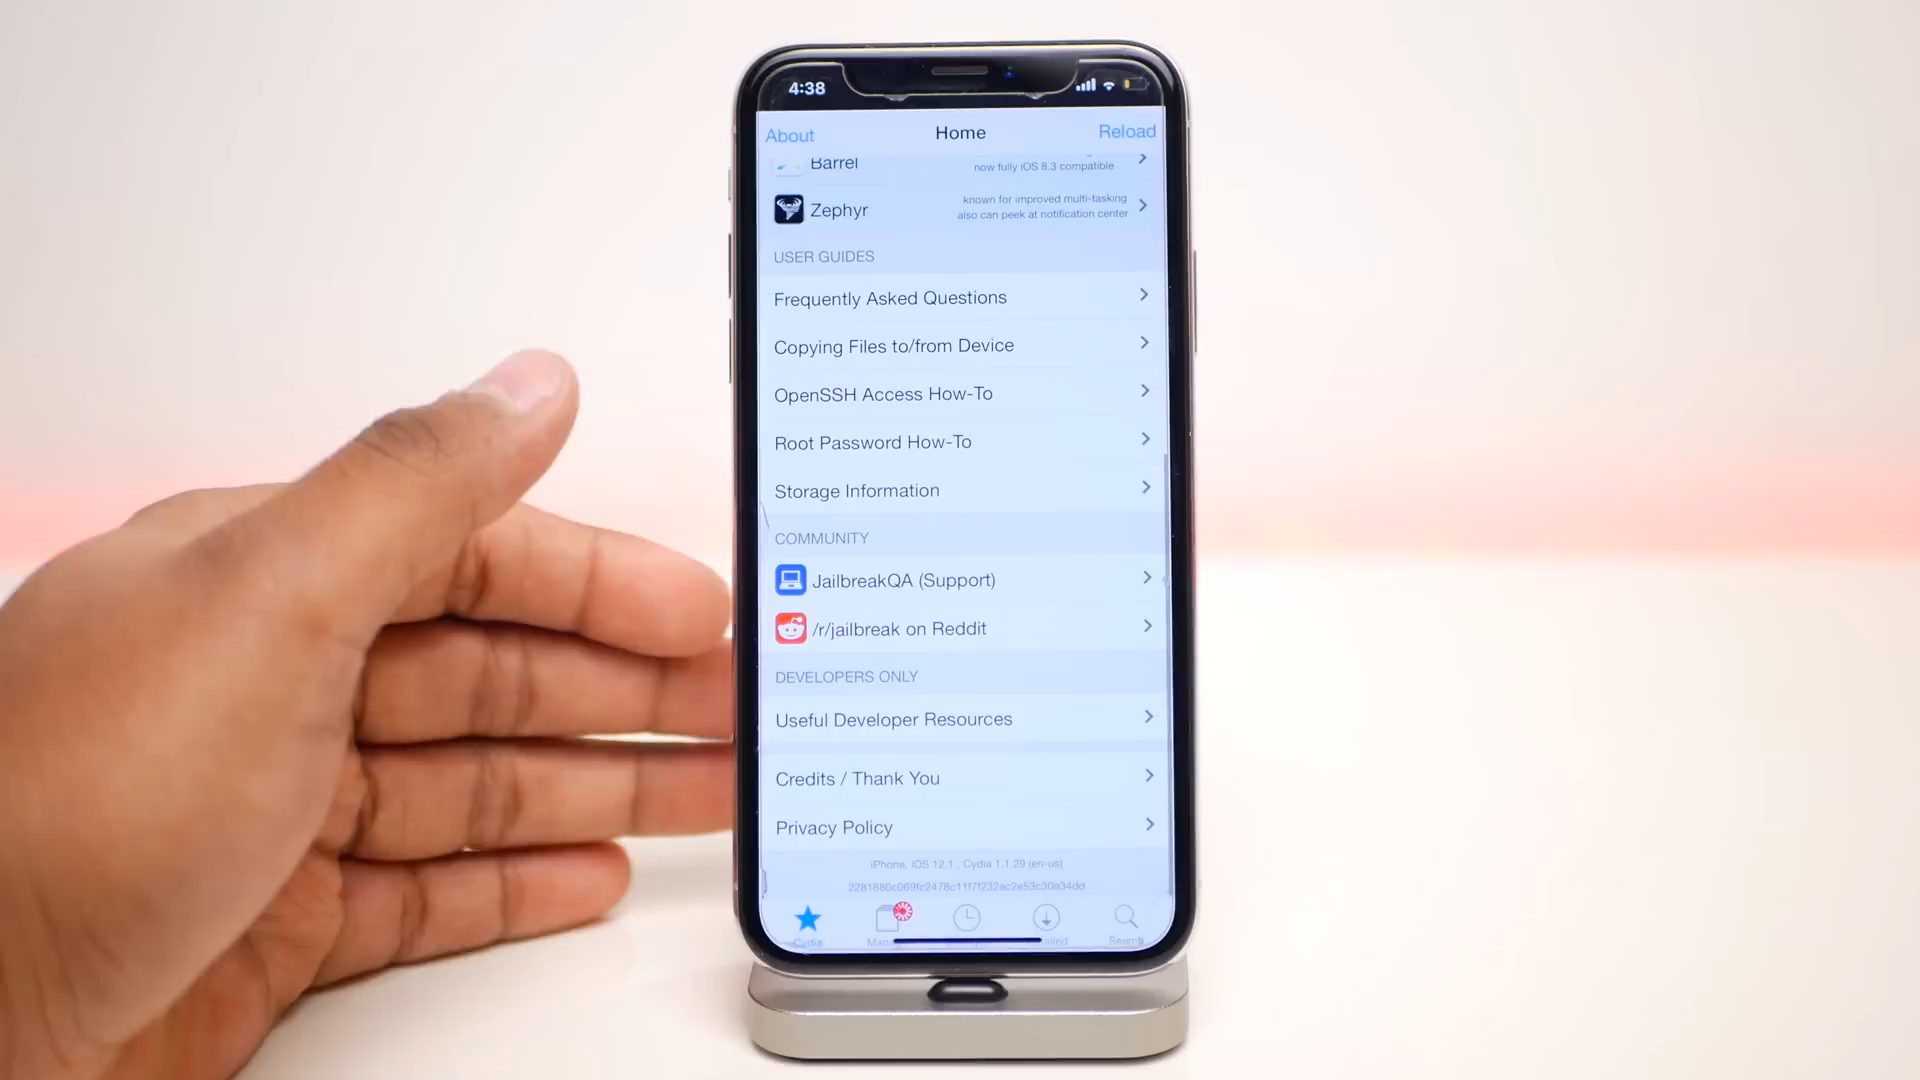 4:38
About
Home
Reload
Barrel
now fully iOS 8.3 compatible
Zephyr
known for improved multi-tasking
also can peek at notification center
USER GUIDES
Frequently Asked Questions
Copying Files to/from Device
OpenSSH Access How-To
Root Password How-To
Storage Information
COMMUNITY
JailbreakQA (Support)
/r/jailbreak on Reddit
DEVELOPERS ONLY
Useful Developer Resources
Credits / Thank You
Privacy Policy
iPhone, iOS 12.1 , Cydia 1.1.29 (en-us)
Cydia
Search